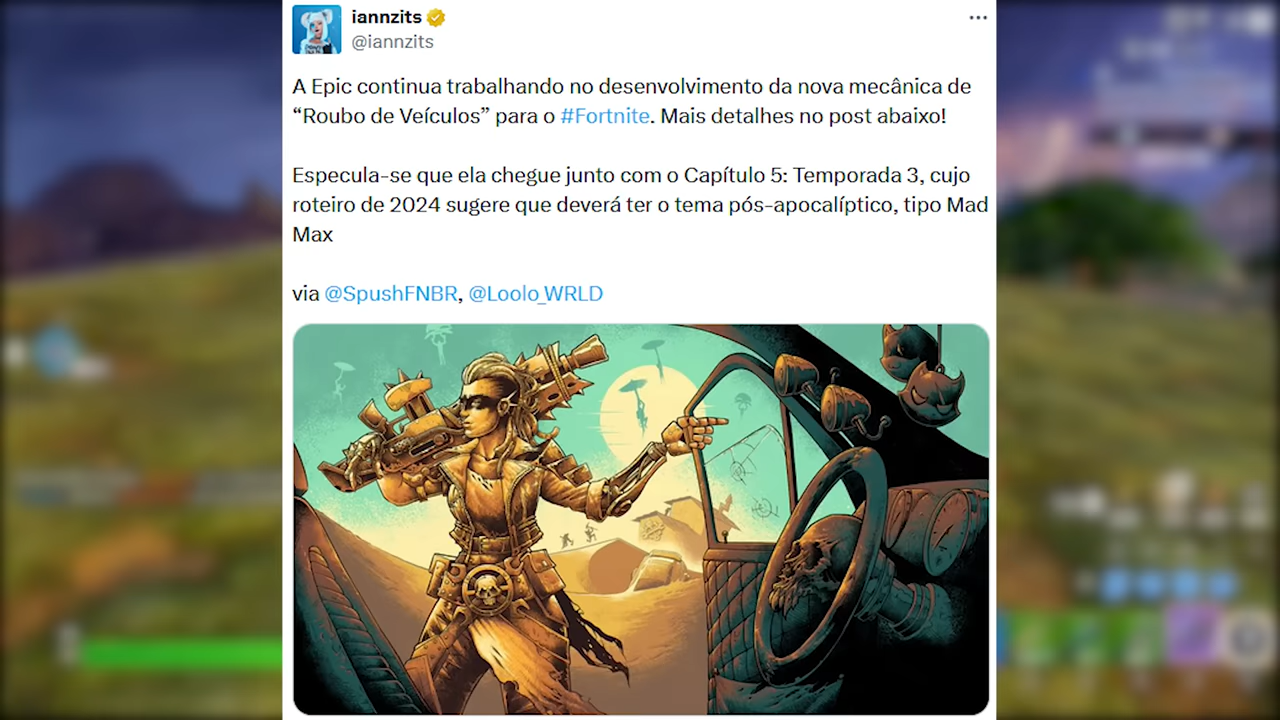 iannzits
@iannzits
A Epic continua trabalhando no desenvolvimento da nova mecânica de
“Roubo de Veículos” para o #Fortnite. Mais detalhes no post abaixo!
Especula-se que ela chegue junto com o Capítulo 5: Temporada 3, cujo
roteiro de 2024 sugere que deverá ter o tema pós-apocalíptico, tipo Mad
Max
via @SpushFNBR, @Loolo_WRLD